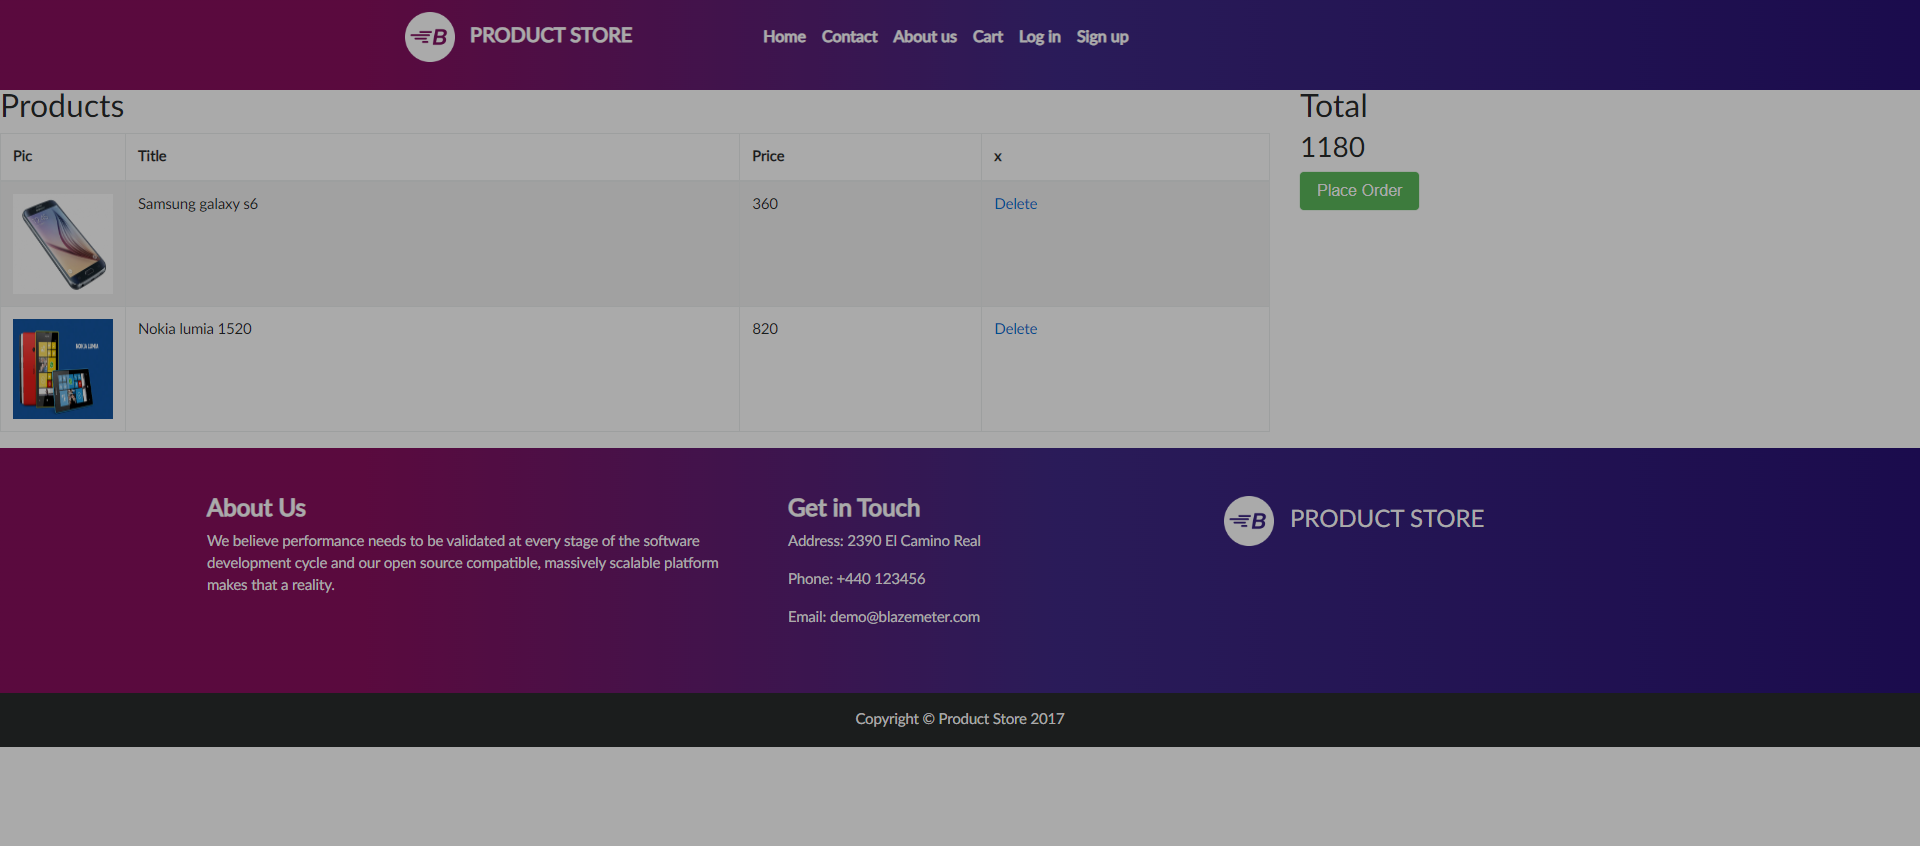 B PRODUCT STORE
Home Contact About us Cart Log in Sign up
Products
Pic Title Price x
Samsung galaxy s6 360 Delete
NOKIA LUMIA
Nokia lumia 1520 820 Delete
Total
1180
Place Order
About Us
We believe performance needs to be validated at every stage of the software
development cycle and our open source compatible, massively scalable platform
makes that a reality.
Get in Touch
Address: 2390 El Camino Real
Phone: +440 123456
Email: demo@blazemeter.com
B PRODUCT STORE
Copyright © Product Store 2017